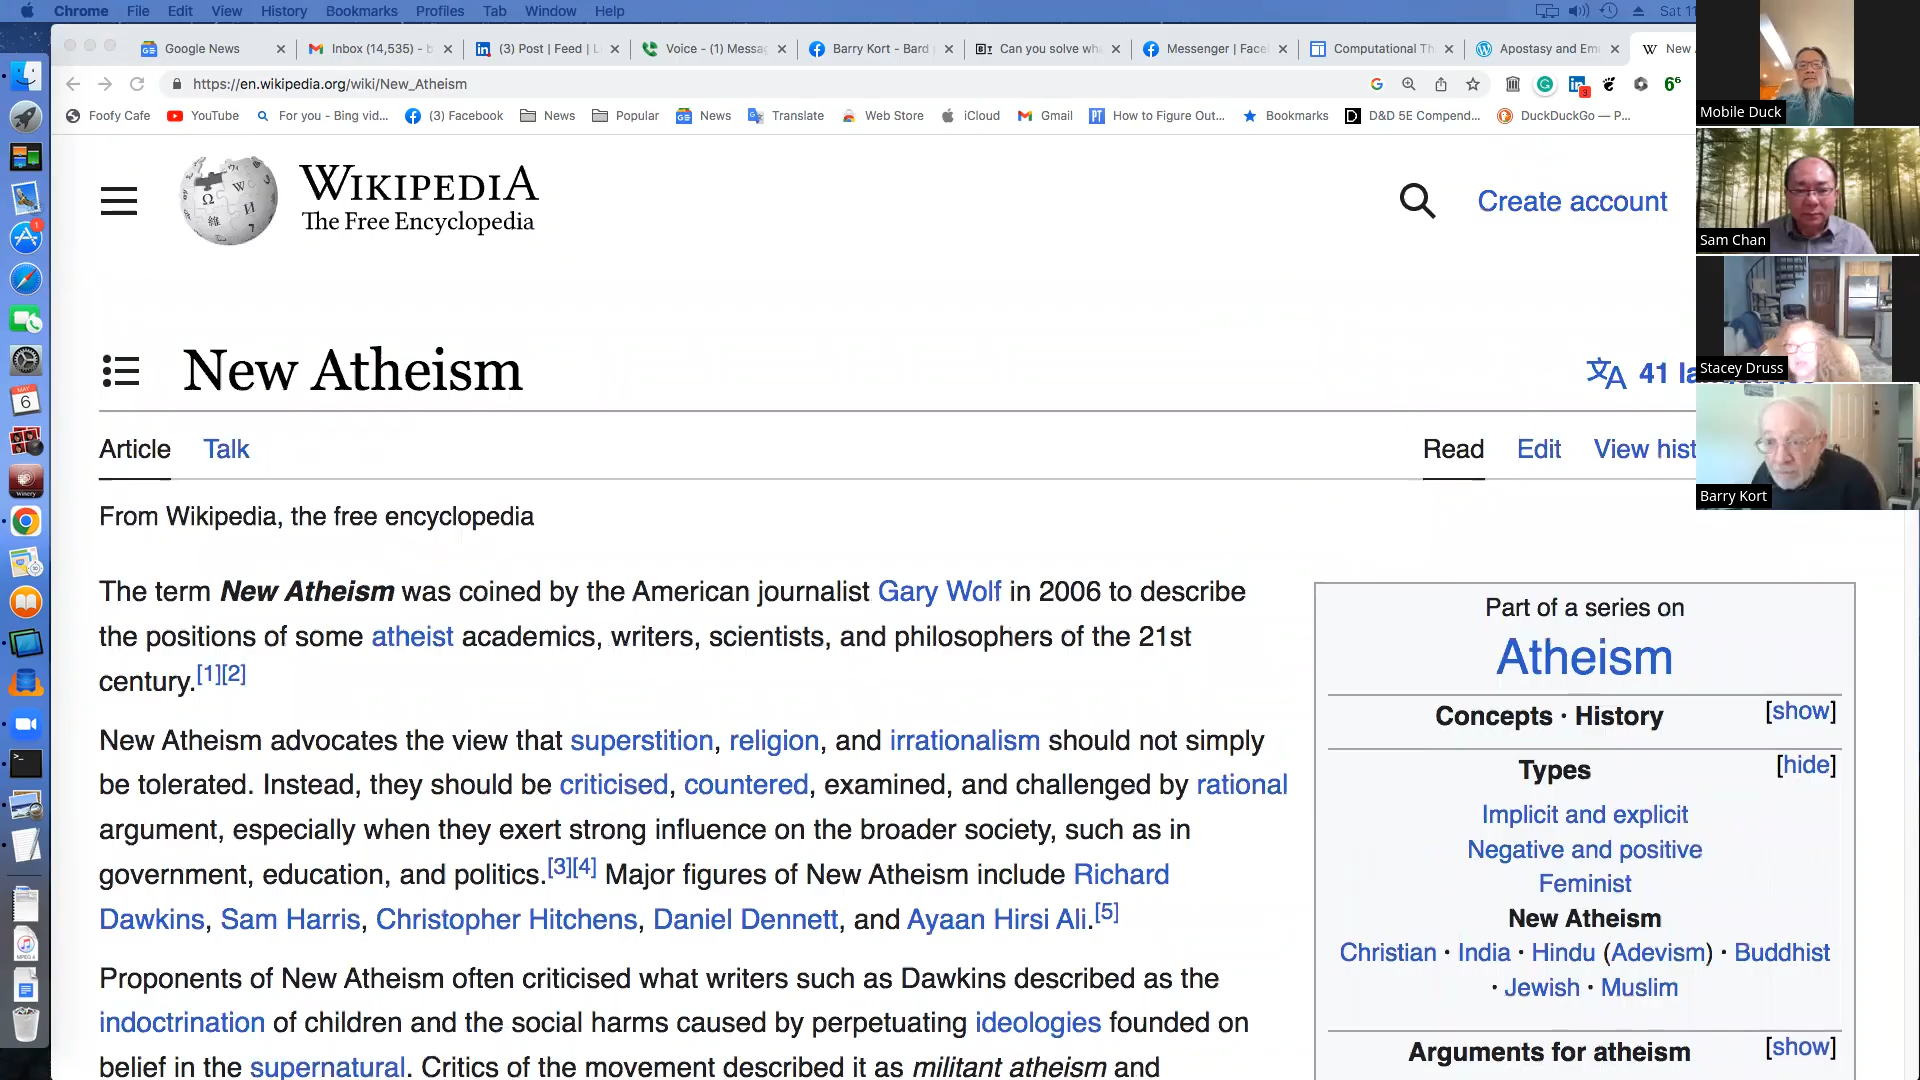 Chrome File Edit View History Bookmarks Profiles Tab Window Help Sat 11
Google News
Inbox (14,535) - b
(3) Post | Feed | L
Voice - (1) Messag
Barry Kort - Bard
Can you solve wha
Messenger | Face
Computational Th
Apostasy and Em
New
https://en.wikipedia.org/wiki/New_Atheism
3
6⁶
Foofy Cafe YouTube For you - Bing vid... (3) Facebook News Popular News Translate Web Store iCloud Gmail How to Figure Out... Bookmarks D&D 5E Compend... DuckDuckGo — P...
Mobile Duck
Sam Chan
Stacey Druss
Barry Kort
WIKIPEDIA
The Free Encyclopedia
Create account
New Atheism
41 la
Article Talk
Read Edit View hist
From Wikipedia, the free encyclopedia
The term New Atheism was coined by the American journalist Gary Wolf in 2006 to describe
the positions of some atheist academics, writers, scientists, and philosophers of the 21st
century.[1][2]
New Atheism advocates the view that superstition, religion, and irrationalism should not simply
be tolerated. Instead, they should be criticised, countered, examined, and challenged by rational
argument, especially when they exert strong influence on the broader society, such as in
government, education, and politics.[3][4] Major figures of New Atheism include Richard
Dawkins, Sam Harris, Christopher Hitchens, Daniel Dennett, and Ayaan Hirsi Ali.[5]
Proponents of New Atheism often criticised what writers such as Dawkins described as the
indoctrination of children and the social harms caused by perpetuating ideologies founded on
belief in the supernatural. Critics of the movement described it as militant atheism and
Part of a series on
Atheism
Concepts · History [show]
Types [hide]
Implicit and explicit
Negative and positive
Feminist
New Atheism
Christian · India · Hindu (Adevism) · Buddhist
· Jewish · Muslim
Arguments for atheism [show]
1
MAY
6
Winery
MPEG 4